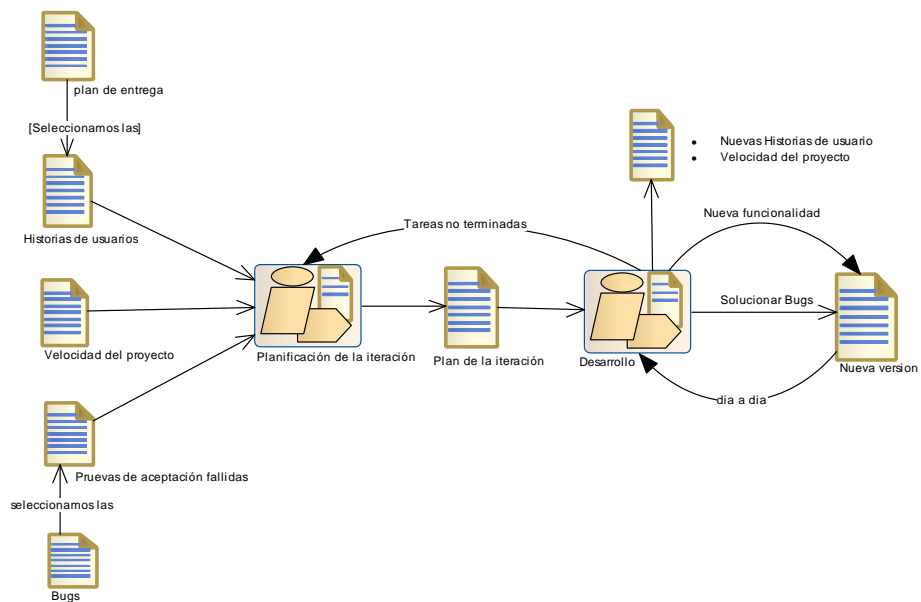 plan de entrega
[Seleccionamos las]
Historias de usuarios
Velocidad del proyecto
Pruevas de aceptación fallidas
seleccionamos las
Bugs
Tareas no terminadas
Planificación de la iteración
Plan de la iteración
• Nuevas Historias de usuario
• Velocidad del proyecto
Nueva funcionalidad
Solucionar Bugs
Desarrollo
Nueva version
dia a dia